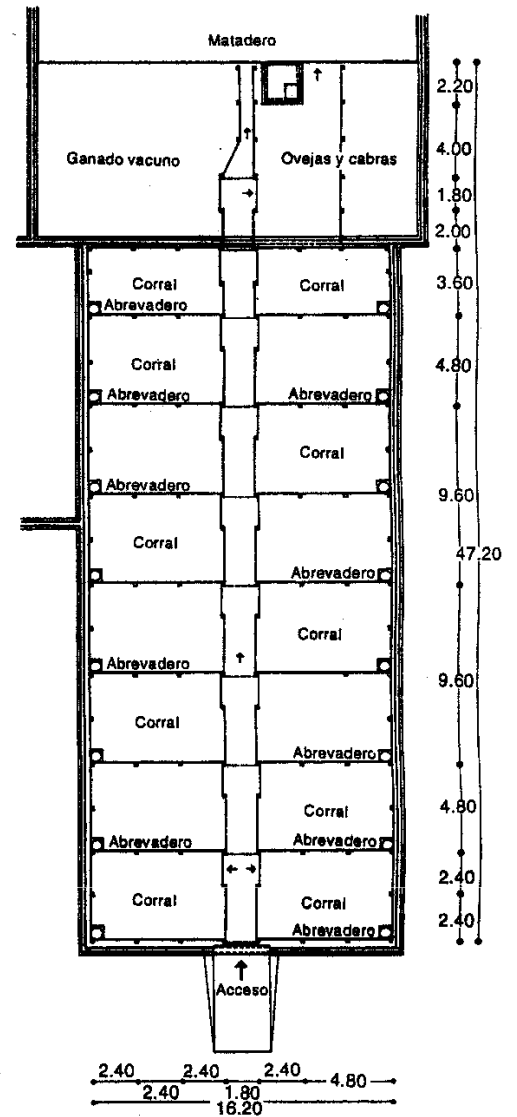 Matadero
2.20
Ganado vacuno
Ovejas y cabras
4.00
1.80
2.00
Corral
Corral
3.60
Abrevadero
Corral
4.80
Abrevadero
Abrevadero
Corral
Abrevadero
9.60
Corral
47.20
Abrevadero
Corral
Abrevadero
9.60
Corral
Abrevadero
Corral
4.80
Abrevadero
Abrevadero
2.40
Corral
Corral
2.40
Abrevadero
Acceso
2.40 2.40 2.40 4.80
2.40 1.80
16.20